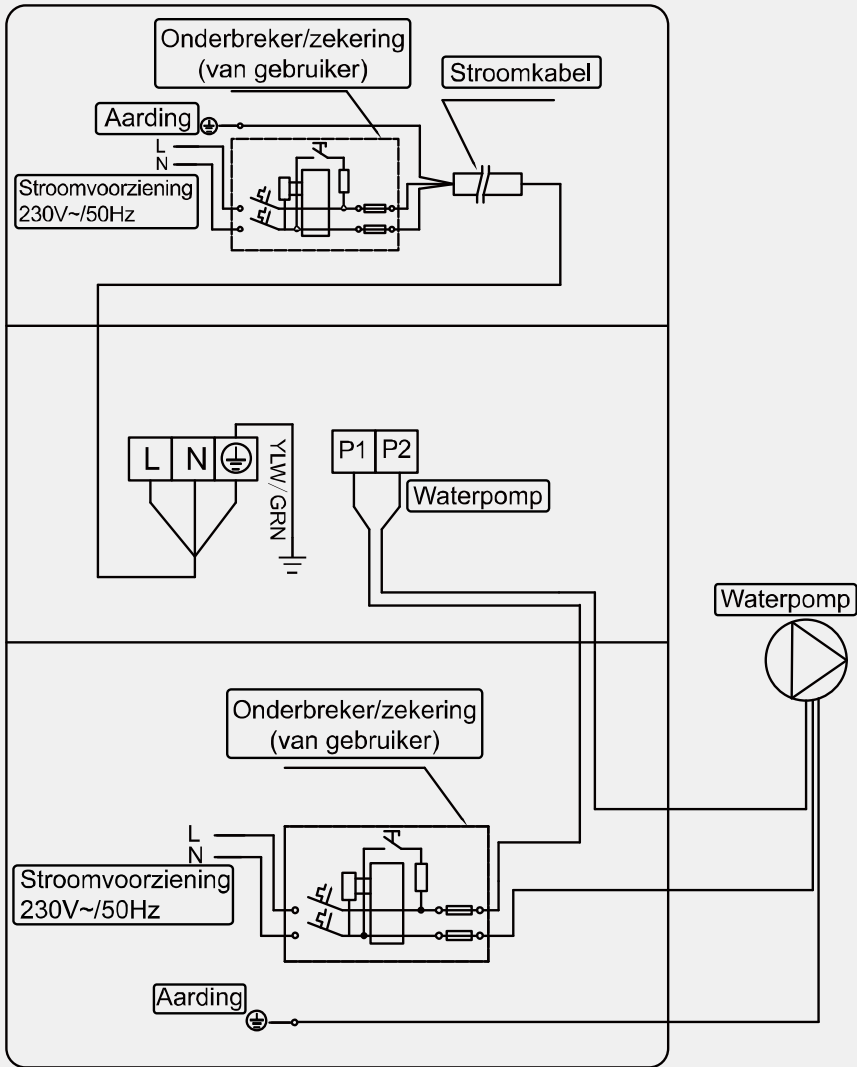 Onderbreker/zekering
(van gebruiker)
Stroomkabel
Aarding
L
N
Stroomvoorziening
230V~/50Hz
L N
YLW/GRN
P1 P2
Waterpomp
Waterpomp
Onderbreker/zekering
(van gebruiker)
L
N
Stroomvoorziening
230V~/50Hz
Aarding